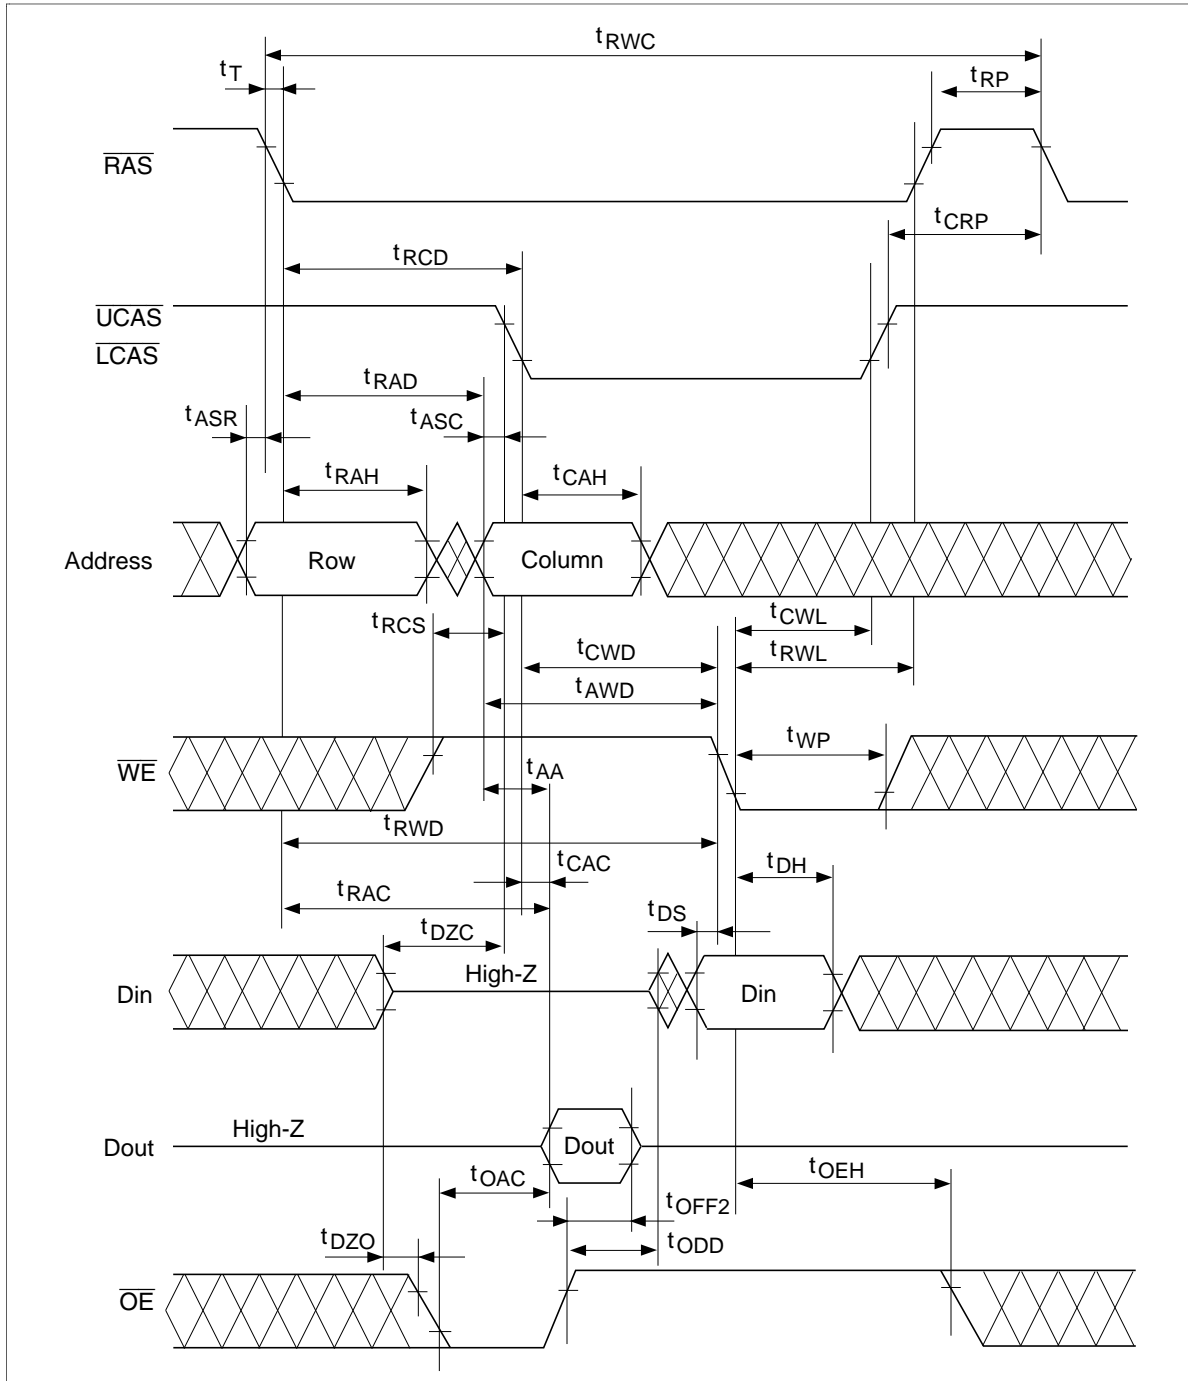 tRWC
tT
tRP
RAS
tCRP
tRCD
UCAS
LCAS
tRAD
tASR
tASC
tRAH
tCAH
Address
Row
Column
tRCS
tCWL
tCWD
tRWL
tAWD
tWP
WE
tAA
tRWD
tCAC
tDH
tRAC
tDS
tDZC
High-Z
Din
Din
High-Z
Dout
Dout
tOAC
tOEH
tOFF2
tDZO
tODD
OE